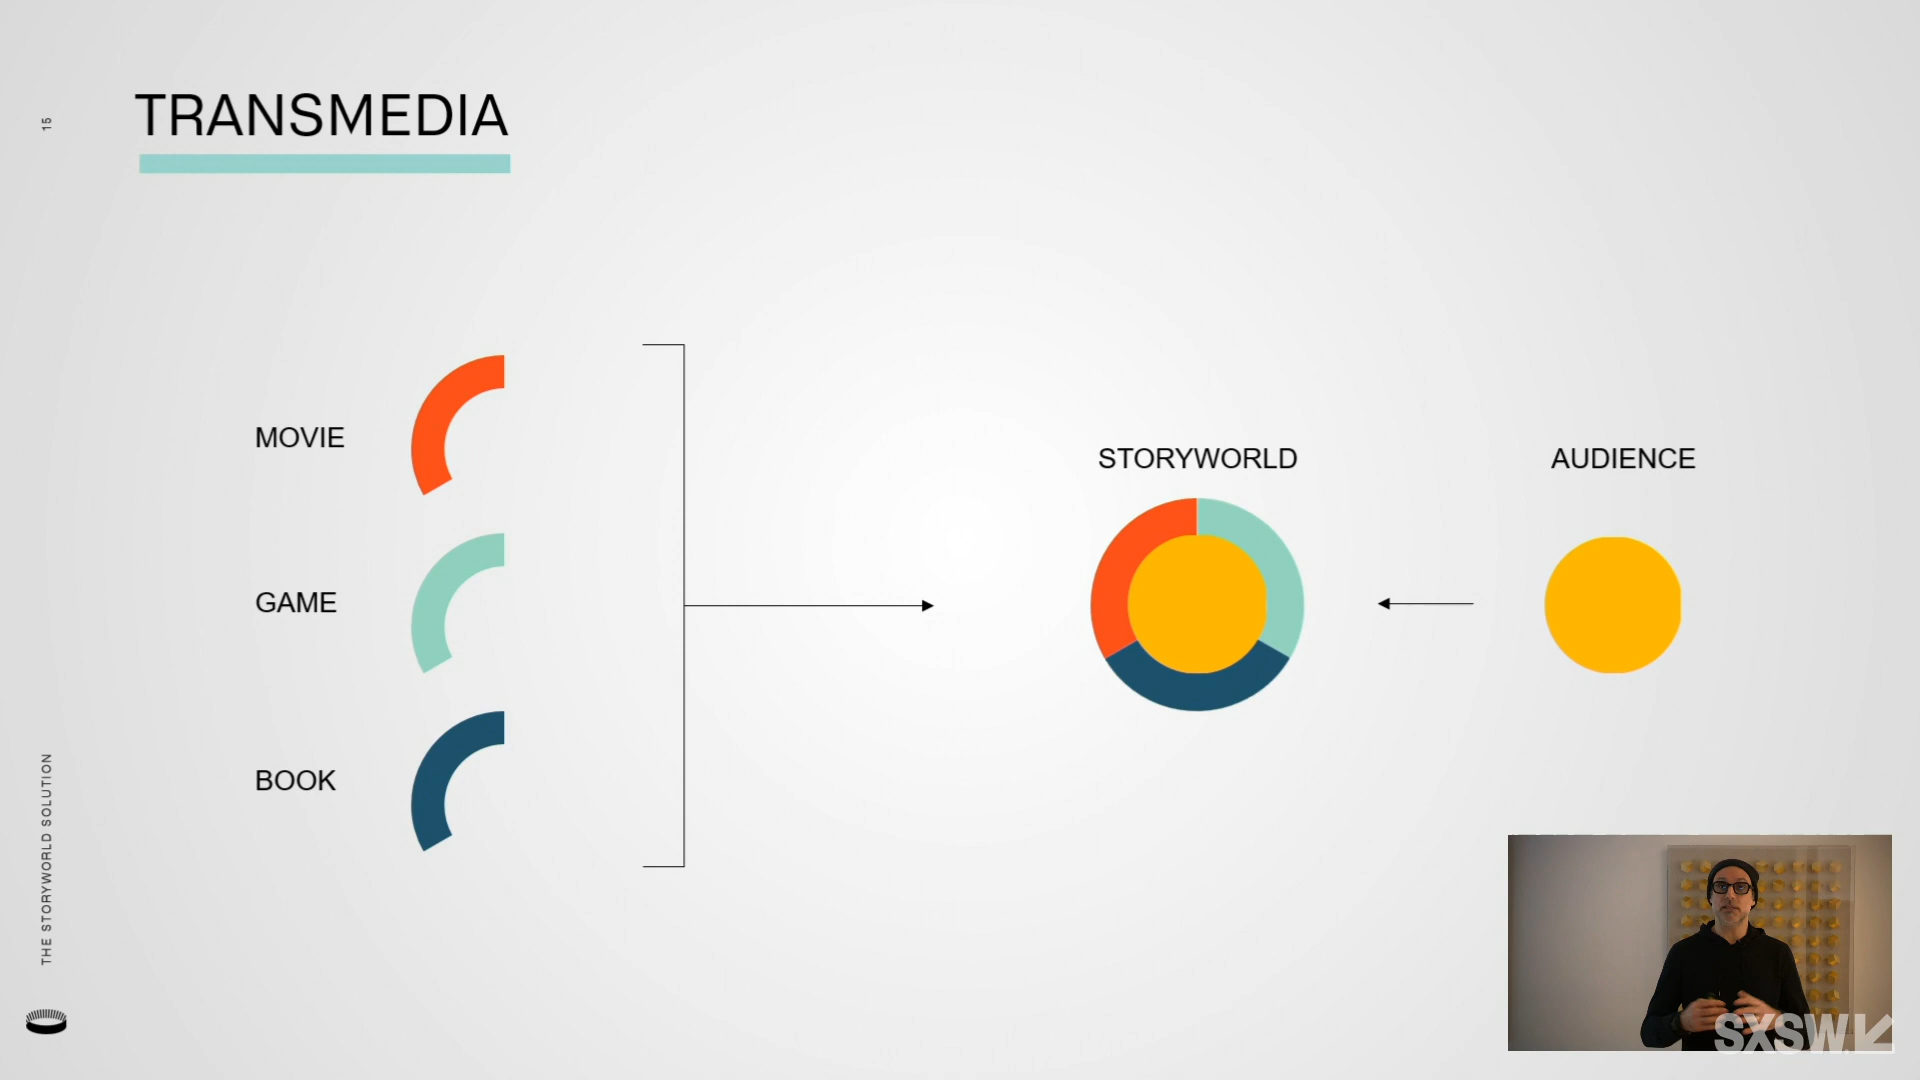 15
TRANSMEDIA
MOVIE
GAME
BOOK
STORYWORLD
AUDIENCE
THE STORYWORLD SOLUTION
SXSW.